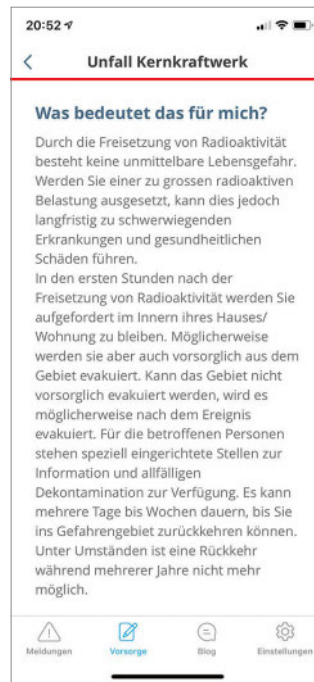 20:52
Unfall Kernkraftwerk
Was bedeutet das für mich?
Durch die Freisetzung von Radioaktivität
besteht keine unmittelbare Lebensgefahr.
Werden Sie einer zu grossen radioaktiven
Belastung ausgesetzt, kann dies jedoch
langfristig zu schwerwiegenden
Erkrankungen und gesundheitlichen
Schäden führen.
In den ersten Stunden nach der
Freisetzung von Radioaktivität werden Sie
aufgefordert im Innern ihres Hauses/
Wohnung zu bleiben. Möglicherweise
werden sie aber auch vorsorglich aus dem
Gebiet evakuiert. Kann das Gebiet nicht
vorsorglich evakuiert werden, wird es
möglicherweise nach dem Ereignis
evakuiert. Für die betroffenen Personen
stehen speziell eingerichtete Stellen zur
Information und allfälligen
Dekontamination zur Verfügung. Es kann
mehrere Tage bis Wochen dauern, bis Sie
ins Gefahrengebiet zurückkehren können.
Unter Umständen ist eine Rückkehr
während mehrerer Jahre nicht mehr
möglich.
Meldungen Vorsorge Blog Einstellungen